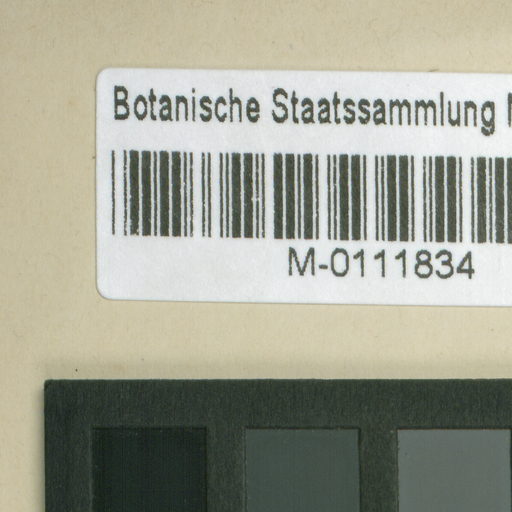 Botanische Staatssammlung
M-0111834